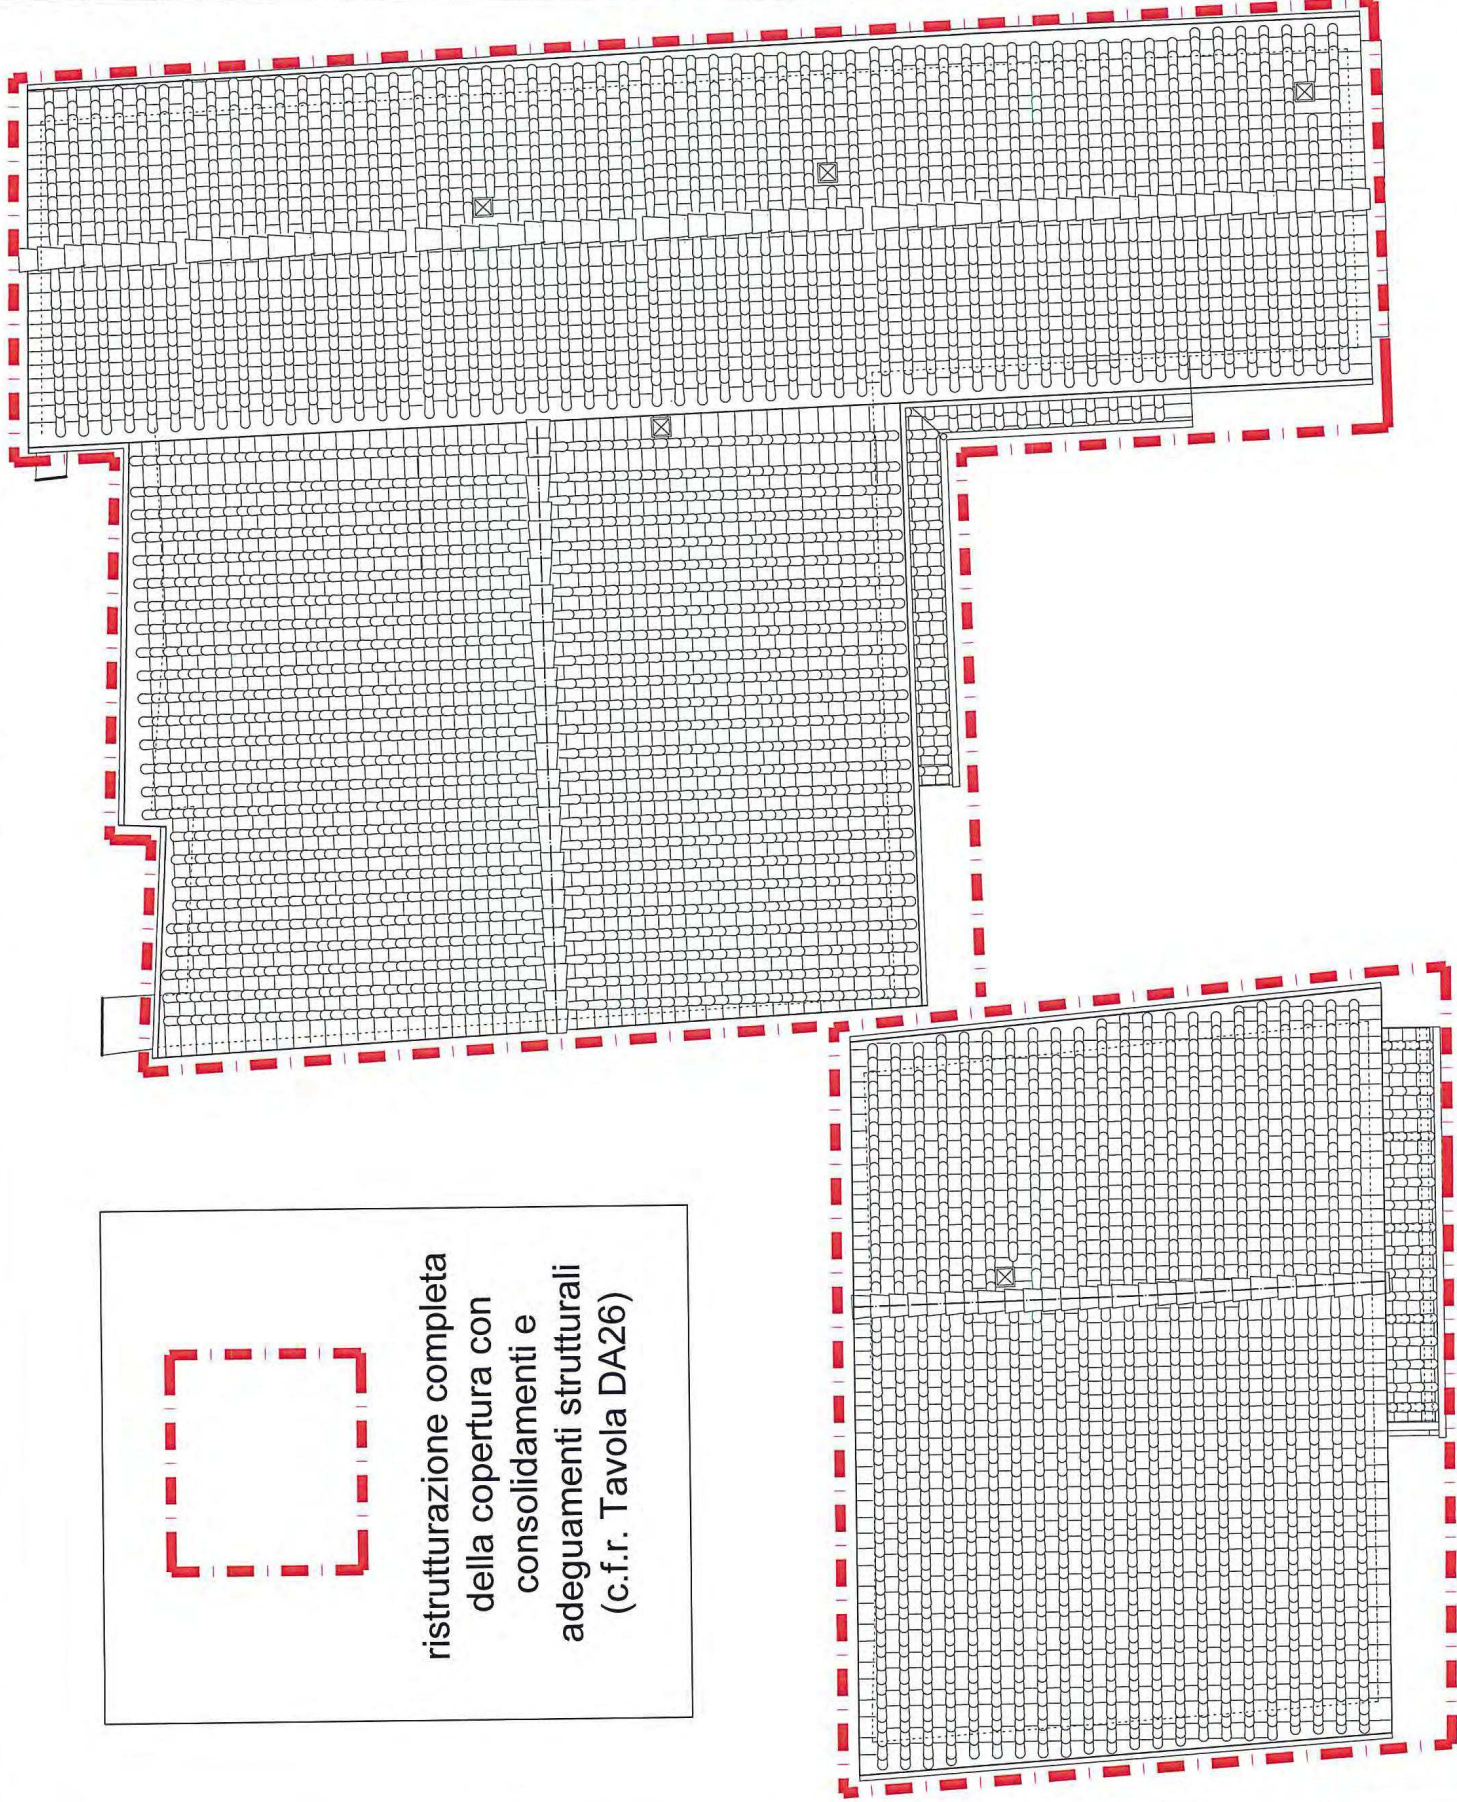 ristrutturazione completa
della copertura con
consolidamenti e
adeguamenti strutturali
(c.f.r. Tavola DA26)